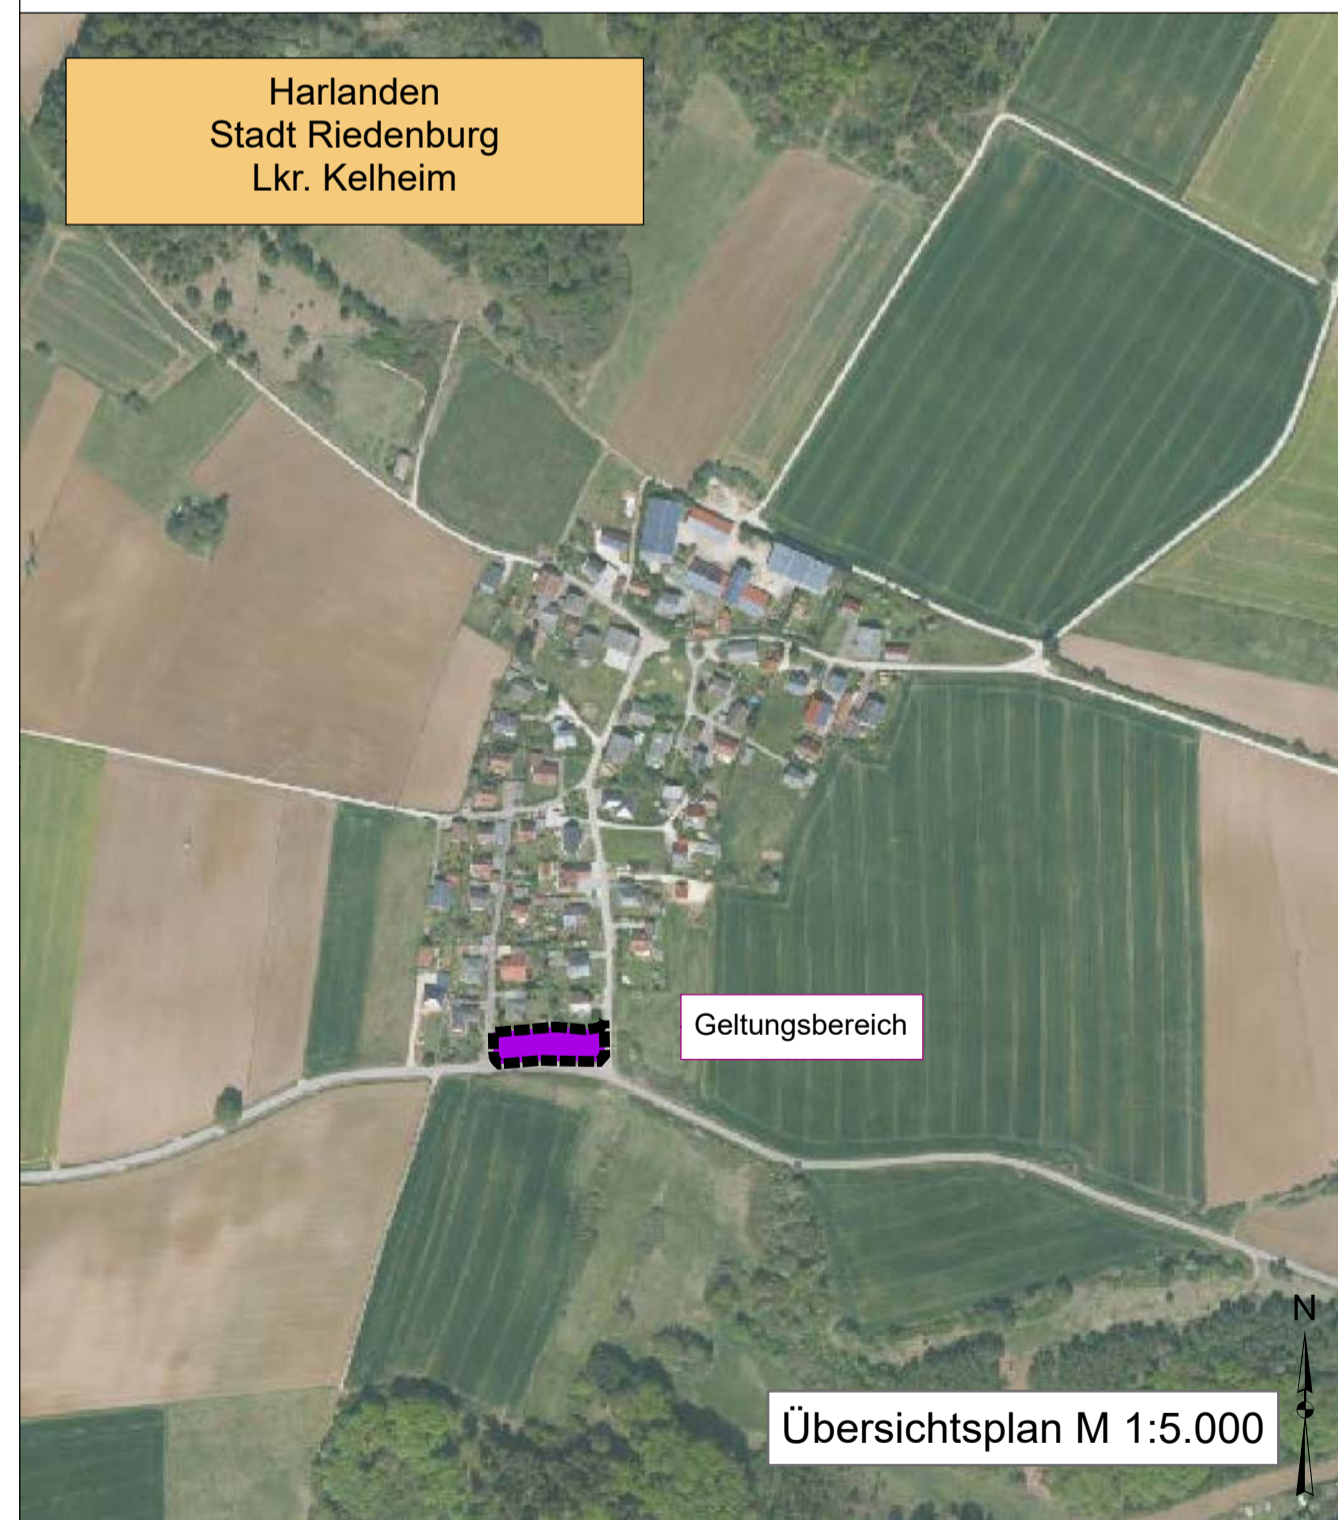 Harlanden
Stadt Riedenburg
Lkr. Kelheim
Geltungsbereich
N
Übersichtsplan M 1:5.000